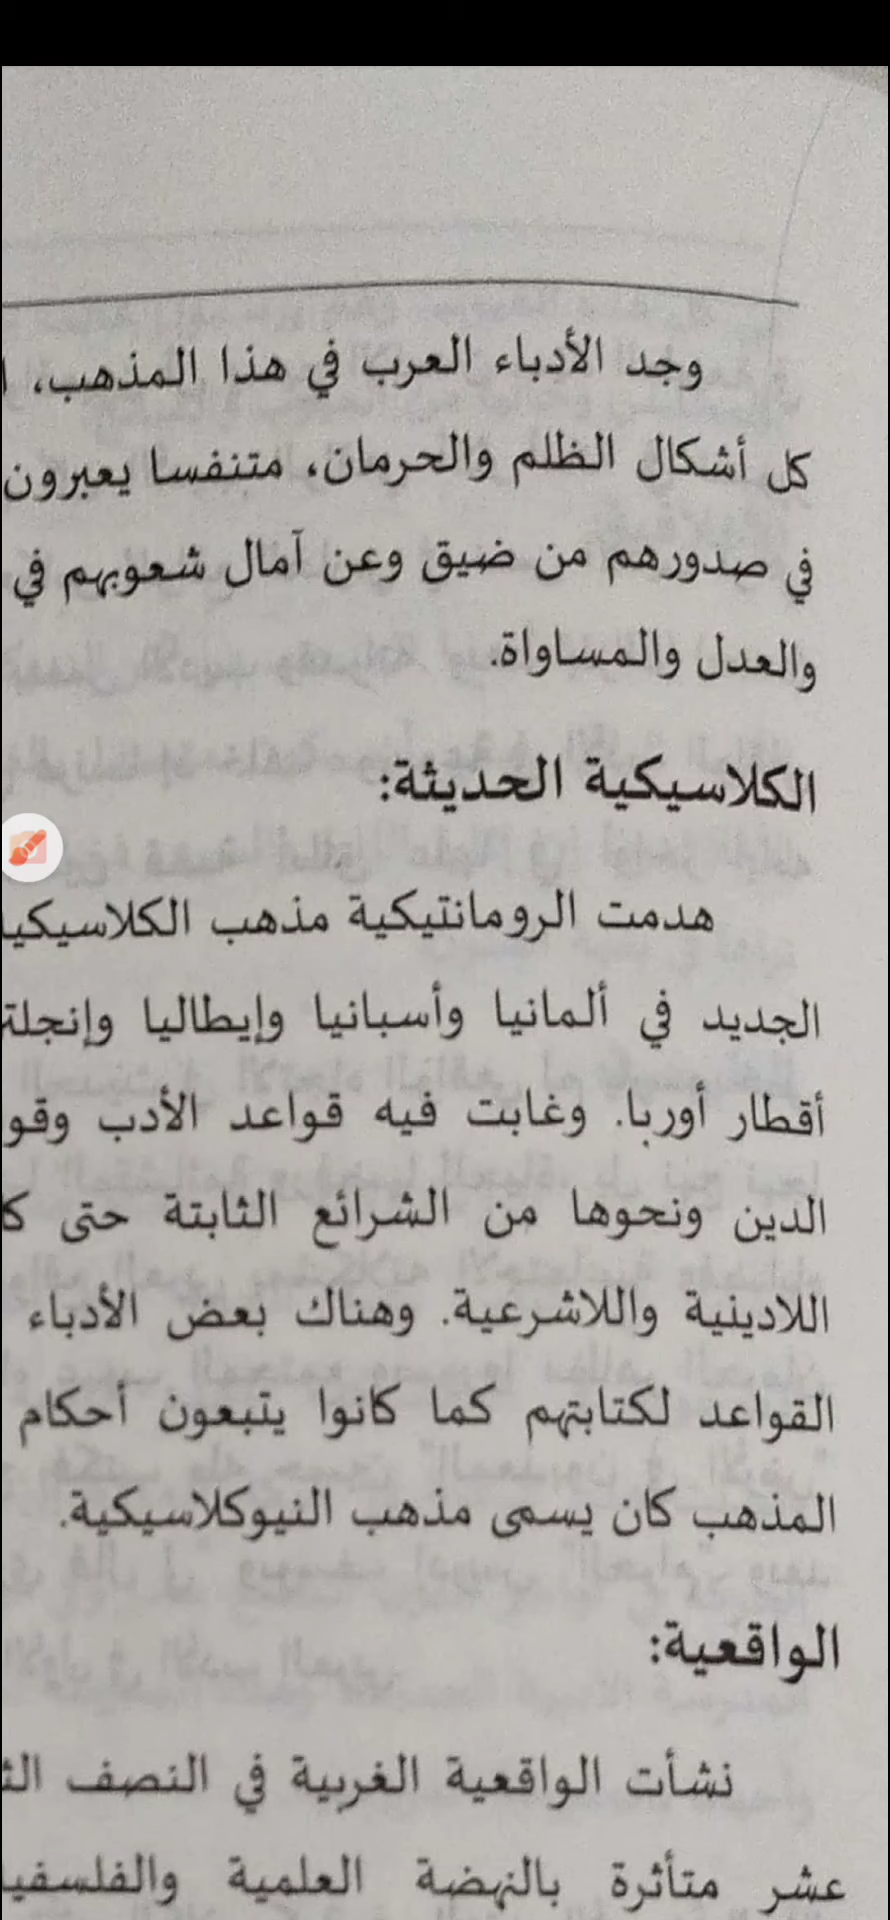 وجد الأدباء العرب في هذا المذهب،
كل أشكال الظلم والحرمان، متنفسا يعبرون
في صدورهم من ضيق وعن آمال شعوبهم في
والعدل والمساواة.
الكلاسيكية الحديثة:
هدمت الرومانتيكية مذهب
الجديد في ألمانيا وأسبانيا وإيطاليا
أقطار أوربا. وغابت فيه قواعد الأدب
الدين ونحوها من الشرائع الثابتة حتى
اللادينية واللاشرعية. وهناك بعض الأدباء
القواعد لكتابتهم كما كانوا يتبعون أحكام
المذهب كان يسمى مذهب النيوكلاسيكية.
الواقعية:
نشأت الواقعية الغربية في النصف
عشر متأثرة بالنهضة العلمية